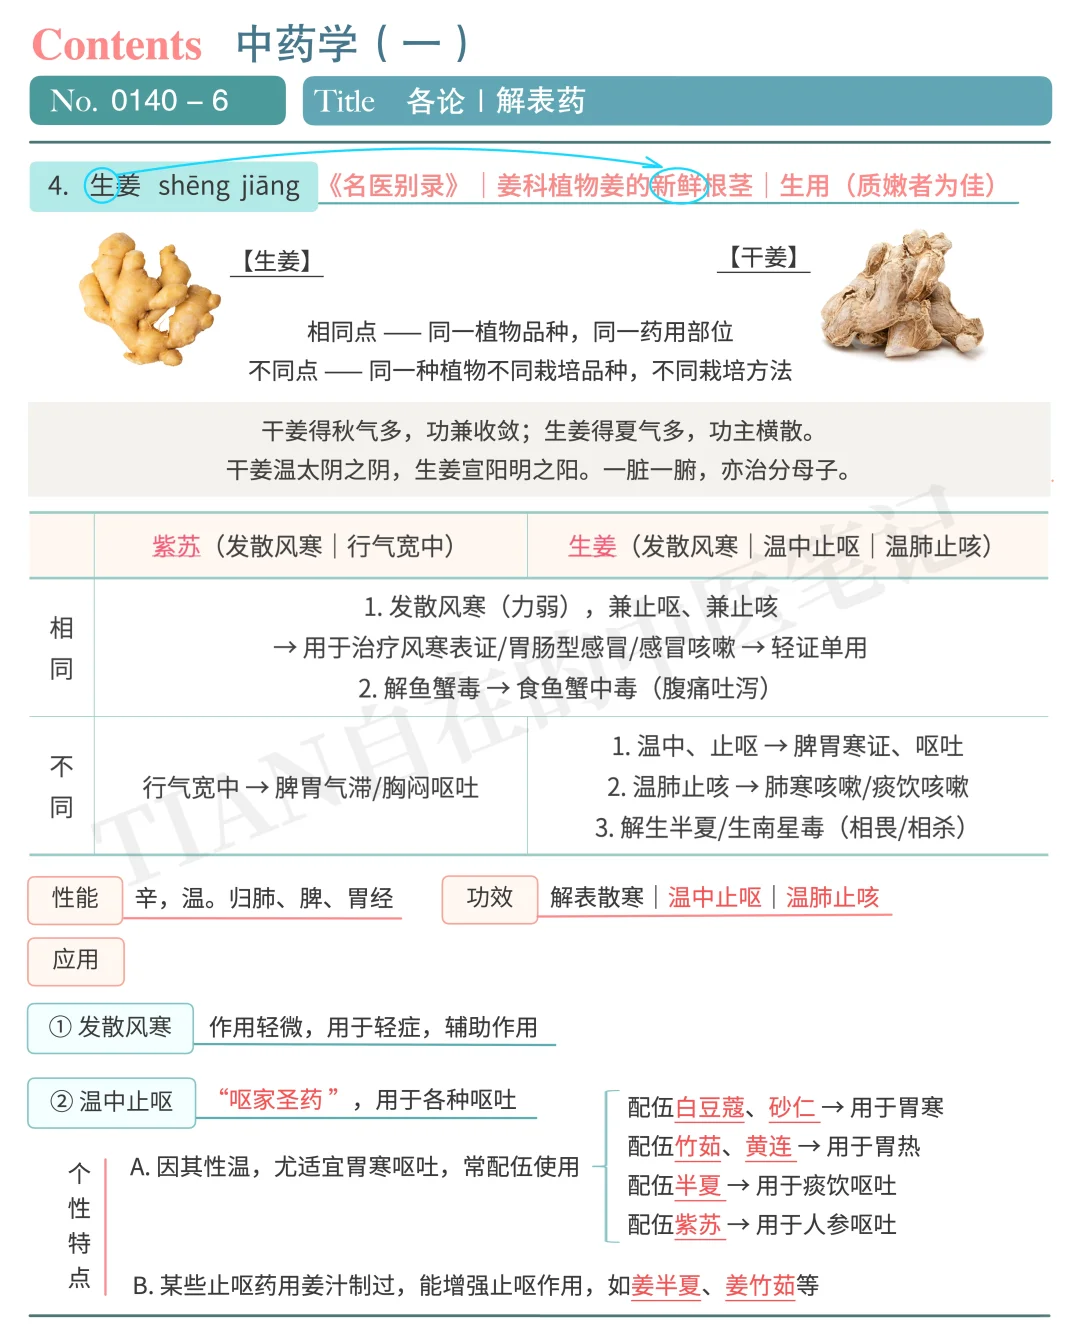 Contents 中药学（一）
No. 0140 – 6
Title 各论 | 解表药
4. 生姜 shēng jiāng 《名医别录》｜姜科植物姜的新鲜根茎｜生用（质嫩者为佳）
【生姜】
【干姜】
相同点 —— 同一植物品种，同一药用部位
不同点 —— 同一种植物不同栽培品种，不同栽培方法
干姜得秋气多，功兼收敛；生姜得夏气多，功主横散。
干姜温太阴之阴，生姜宣阳明之阳。一脏一腑，亦治分母子。
紫苏（发散风寒｜行气宽中）
生姜（发散风寒｜温中止呕｜温肺止咳）
相同
1. 发散风寒（力弱），兼止呕、兼止咳
→ 用于治疗风寒表证/胃肠型感冒/感冒咳嗽 → 轻证单用
2. 解鱼蟹毒 → 食鱼蟹中毒（腹痛吐泻）
不同
行气宽中 → 脾胃气滞/胸闷呕吐
1. 温中、止呕 → 脾胃寒证、呕吐
2. 温肺止咳 → 肺寒咳嗽/痰饮咳嗽
3. 解生半夏/生南星毒（相畏/相杀）
TIAN自在的中医笔记
性能 辛，温。归肺、脾、胃经
功效 解表散寒｜温中止呕｜温肺止咳
应用
① 发散风寒 作用轻微，用于轻症，辅助作用
② 温中止呕 “呕家圣药 ”，用于各种呕吐
个性特点
A. 因其性温，尤适宜胃寒呕吐，常配伍使用
配伍白豆蔻、砂仁 → 用于胃寒
配伍竹茹、黄连 → 用于胃热
配伍半夏 → 用于痰饮呕吐
配伍紫苏 → 用于人参呕吐
B. 某些止呕药用姜汁制过，能增强止呕作用，如姜半夏、姜竹茹等